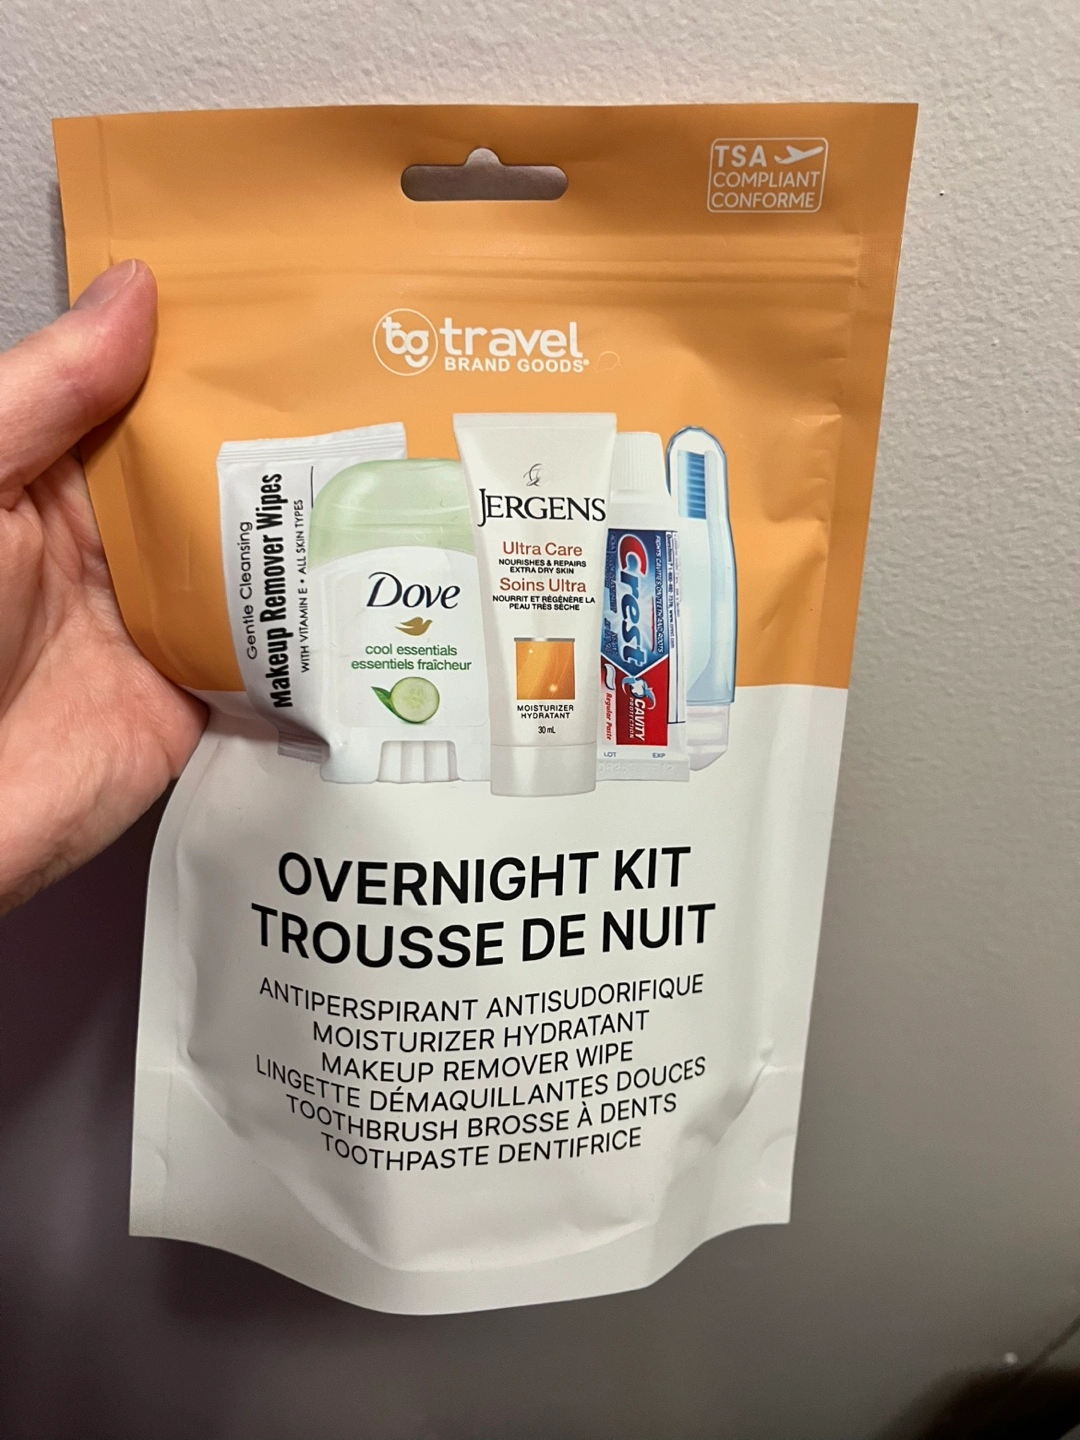 TSA
COMPLIANT
CONFORME
tbg travel
BRAND GOODS®
Gentle Cleansing
Makeup Remover Wipes
WITH VITAMIN E • ALL SKIN TYPES
Dove
cool essentials
essentiels fraîcheur
JERGENS
Ultra Care
NOURISHES & REPAIRS
EXTRA DRY SKIN
Soins Ultra
NOURRIT ET RÉGÉNÈRE LA
PEAU TRÈS SÈCHE
MOISTURIZER
HYDRATANT
30 mL
Crest
CAVITY
PROTECTION
Regular Paste
LOT EXP
OVERNIGHT KIT
TROUSSE DE NUIT
ANTIPERSPIRANT ANTISUDORIFIQUE
MOISTURIZER HYDRATANT
MAKEUP REMOVER WIPE
LINGETTE DÉMAQUILLANTES DOUCES
TOOTHBRUSH BROSSE À DENTS
TOOTHPASTE DENTIFRICE